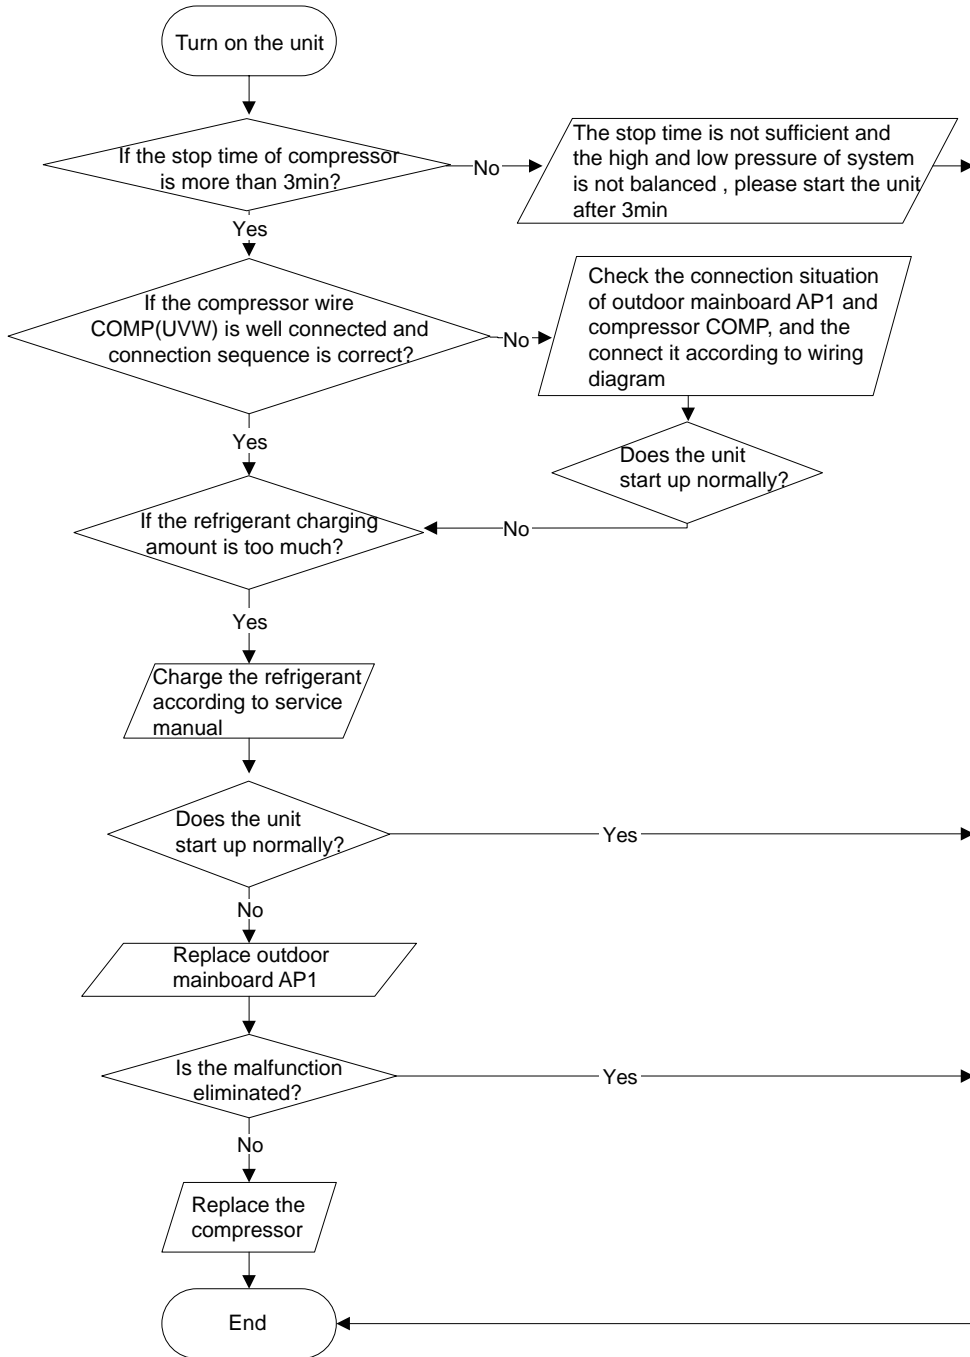 Turn on the unit
If the stop time of compressor
is more than 3min?
No
The stop time is not sufficient and
the high and low pressure of system
is not balanced , please start the unit
after 3min
Yes
If the compressor wire
COMP(UVW) is well connected and
connection sequence is correct?
No
Check the connection situation
of outdoor mainboard AP1 and
compressor COMP, and the
connect it according to wiring
diagram
Yes
Does the unit
start up normally?
If the refrigerant charging
amount is too much?
No
Yes
Charge the refrigerant
according to service
manual
Does the unit
start up normally?
Yes
No
Replace outdoor
mainboard AP1
Is the malfunction
eliminated?
Yes
No
Replace the
compressor
End